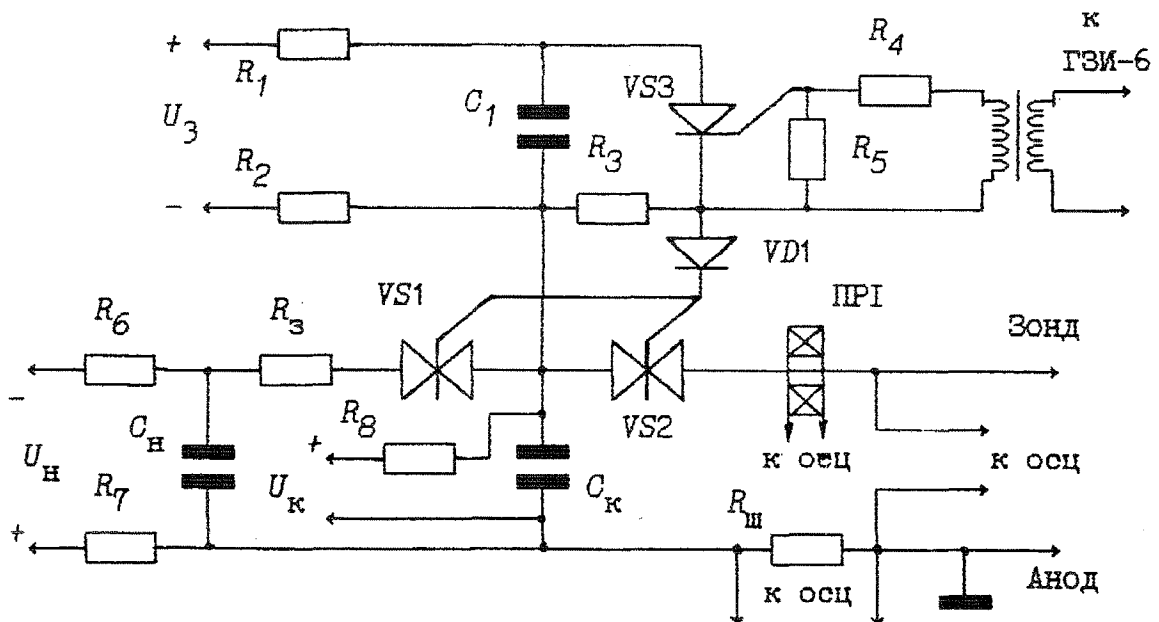 к
ГЗИ-6
+
R1
U3
C1
VS3
R4
R5
R2
-
R3
VD1
VS1
ПРI
R6
Rз
Зонд
-
Cн
R8
VS2
+
Uн
R7
Uк
Cк
к осц
к осц
Rш
+
к осц
Анод